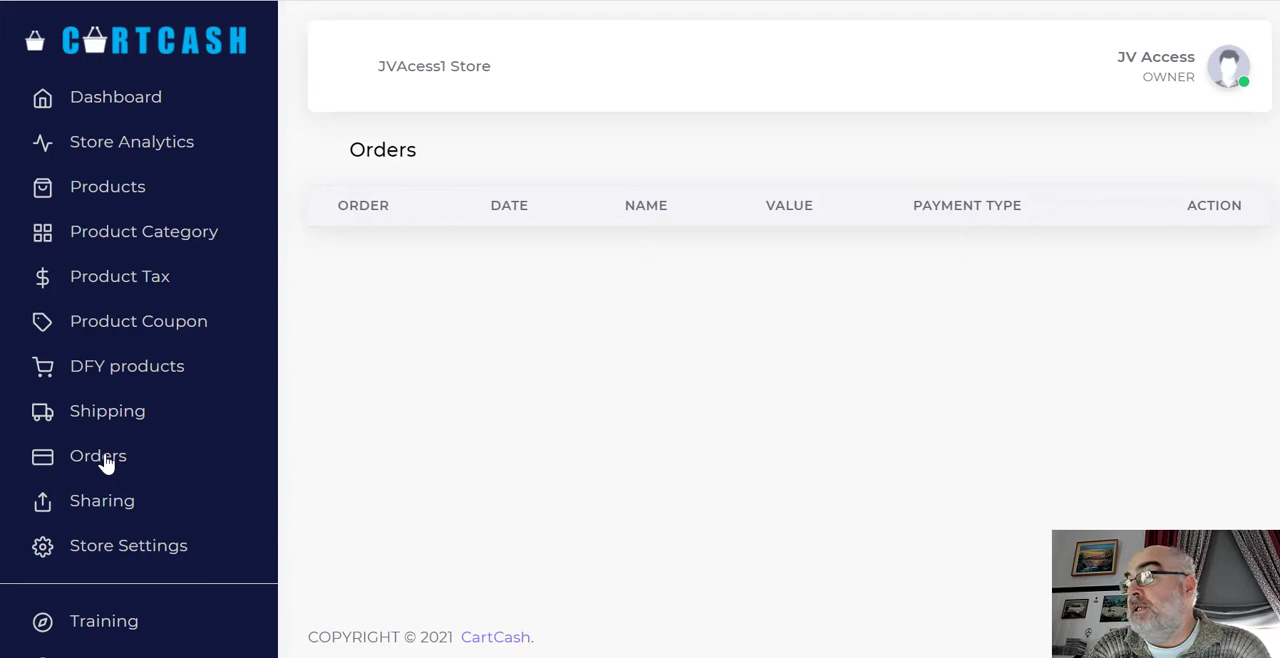 CARTCASH
Dashboard
Store Analytics
Products
Product Category
Product Tax
Product Coupon
DFY products
Shipping
Orders
Sharing
Store Settings
Training
JVAcess1 Store
JV Access
OWNER
Orders
ORDER DATE NAME VALUE PAYMENT TYPE ACTION
COPYRIGHT © 2021 CartCash.